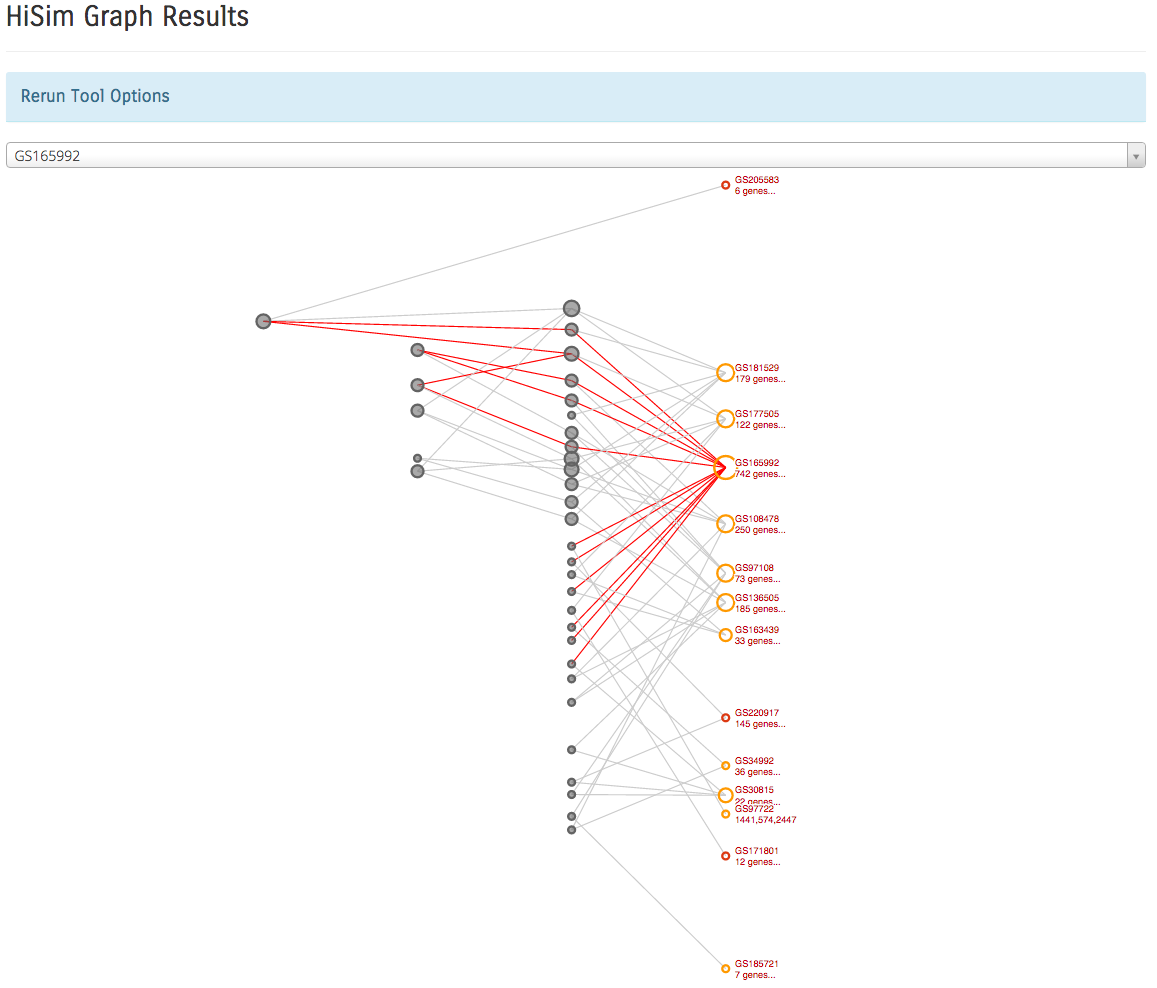 HiSim Graph Results
Rerun Tool Options
GS165992
GS205583
6 genes...
GS181529
179 genes...
GS177505
122 genes...
GS165992
742 genes...
GS108478
250 genes...
GS97108
73 genes...
GS136505
185 genes...
GS163439
33 genes...
GS220917
145 genes...
GS34992
36 genes...
GS30815
22 genes...
GS97722
1441,574,2447
GS171801
12 genes...
GS185721
7 genes...